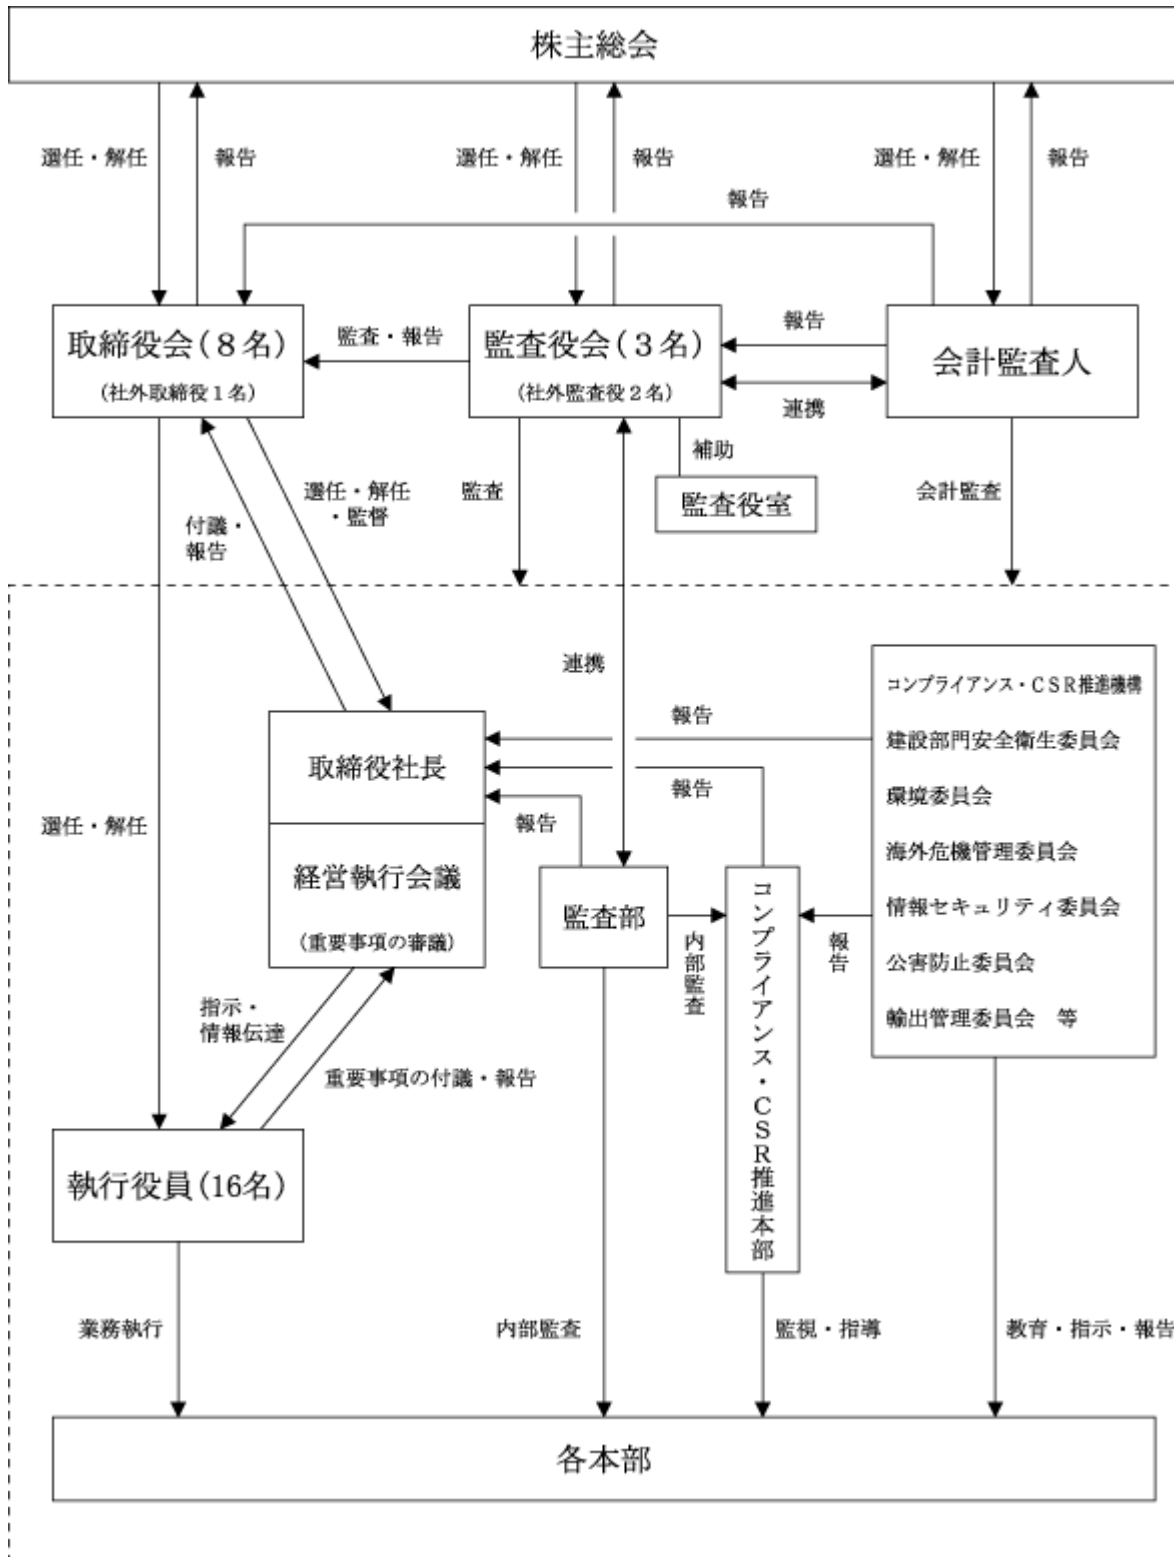 株主総会
選任・解任
報告
選任・解任
報告
選任・解任
報告
報告
取締役会(８名)
(社外取締役１名)
監査・報告
監査役会(３名)
(社外監査役２名)
報告
連携
会計監査人
選任・解任
・監督
付議・
報告
監査
補助
監査役室
会計監査
連携
選任・解任
取締役社長
経営執行会議
(重要事項の審議)
報告
報告
報告
コンプライアンス・ＣＳＲ推進機構
建設部門安全衛生委員会
環境委員会
海外危機管理委員会
情報セキュリティ委員会
公害防止委員会
輸出管理委員会　等
監査部
内部監査
コンプライアンス・ＣＳＲ推進本部
報告
指示・
情報伝達
重要事項の付議・報告
執行役員(16名)
業務執行
内部監査
監視・指導
教育・指示・報告
各本部